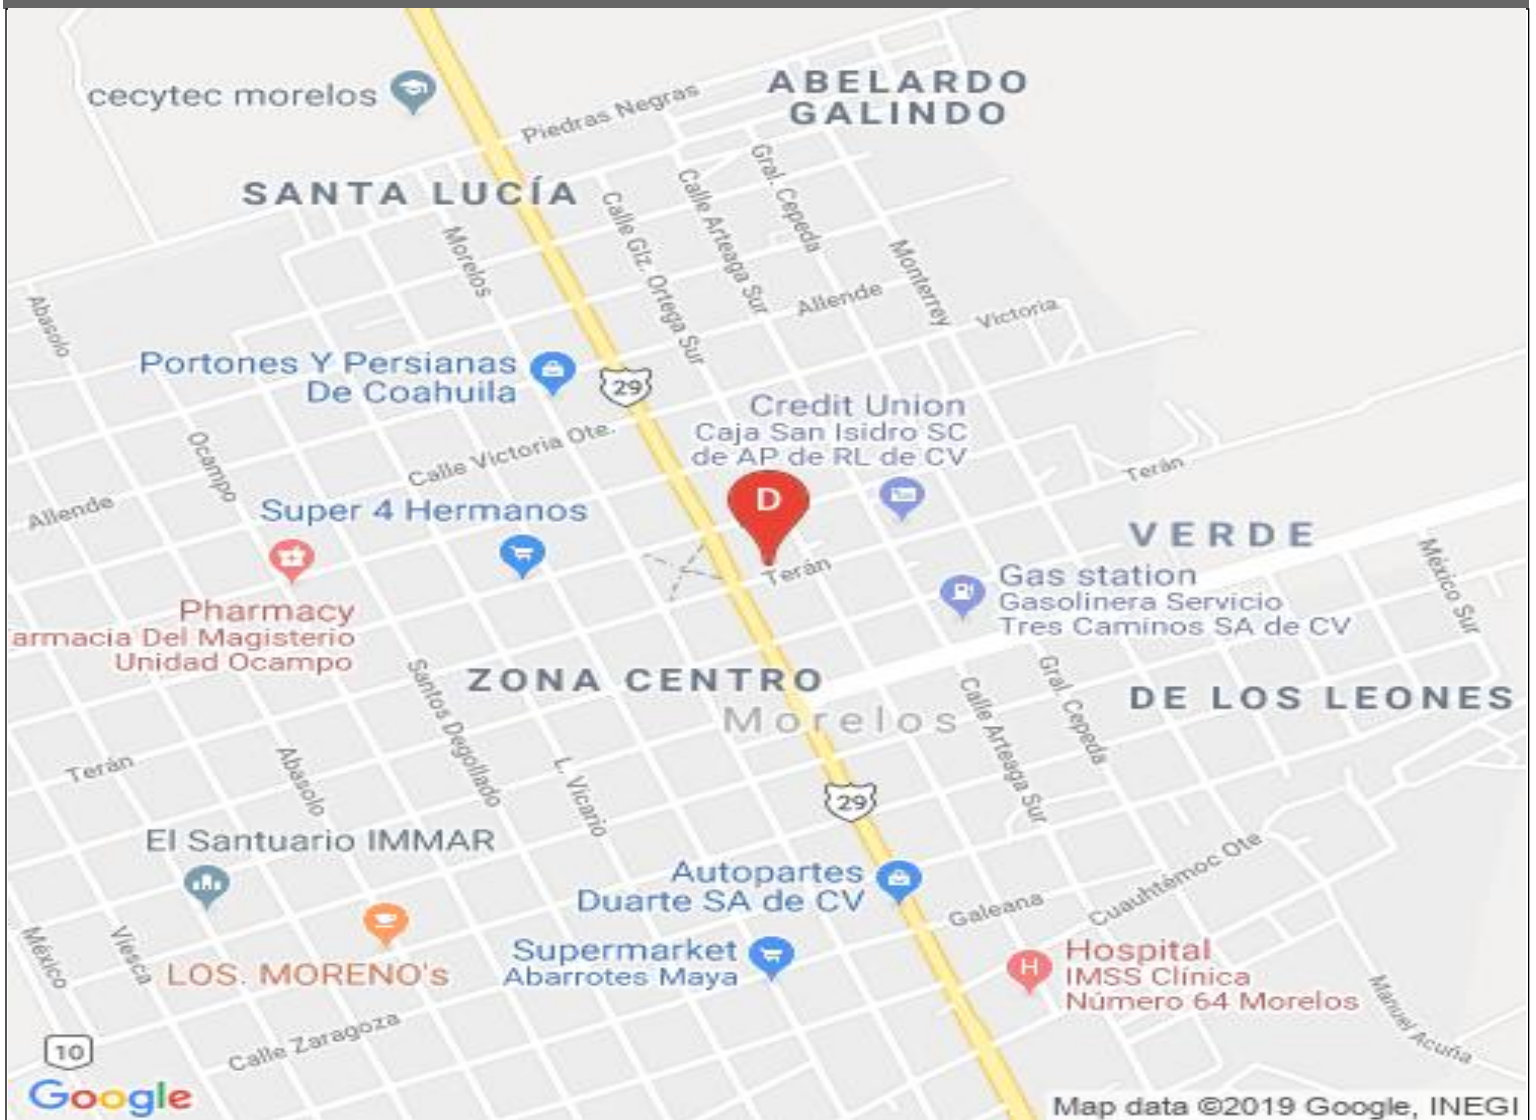 cecytec morelos
Piedras Negras
ABELARDO
GALINDO
SANTA LUCÍA
Morelos
Calle Glz. Ortega Sur
Calle Arteaga Sur
Gral. Cepeda
Monterrey
Allende
Victoria
Abasolo
Portones Y Persianas
De Coahuila
29
Credit Union
Caja San Isidro SC
de AP de RL de CV
Calle Victoria Ote.
Ocampo
Allende
Super 4 Hermanos
D
Terán
Terán
VERDE
Gas station
Gasolinera Servicio
Tres Caminos SA de CV
México Sur
Pharmacy
armacia Del Magisterio
Unidad Ocampo
ZONA CENTRO
Morelos
DE LOS LEONES
Santos Degollado
Calle Arteaga Sur
Gral. Cepeda
Terán
Abasolo
L. Vicario
29
El Santuario IMMAR
Autopartes
Duarte SA de CV
Galeana
Cuauhtémoc Ote
México
Viesca
LOS. MORENO's
Supermarket
Abarrotes Maya
H
Hospital
IMSS Clínica
Número 64 Morelos
Manuel Acuña
Calle Zaragoza
10
Google
Map data ©2019 Google, INEGI